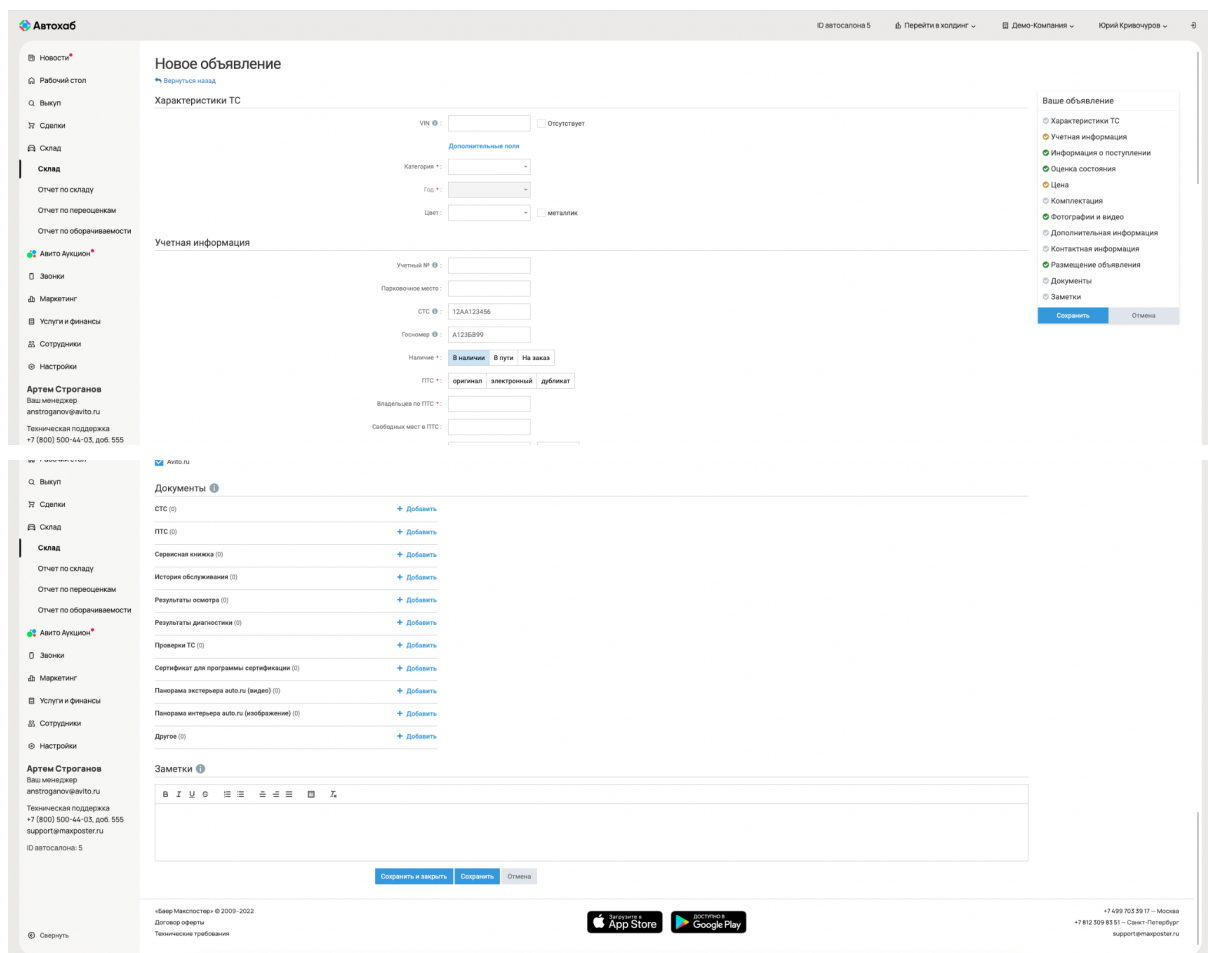 Автохаб
ID автосалона 5
Перейти в холдинг
Демо-Компания
Юрий Кривочуров
Новости
Рабочий стол
Выкуп
Сделки
Склад
Склад
Отчет по складу
Отчет по переоценкам
Отчет по оборачиваемости
Авито Аукцион
Звонки
Маркетинг
Услуги и финансы
Сотрудники
Настройки
Артем Строганов
Ваш менеджер
anstroganov@avito.ru
Техническая поддержка
+7 (800) 500-44-03, доб. 555
Новое объявление
Вернуться назад
Характеристики ТС
VIN :
Отсутствует
Дополнительные поля
Категория * :
Год * :
Цвет :
металлик
Учетная информация
Учетный № :
Парковочное место :
СТС : 12АА123456
Госномер : А123БВ99
Наличие * : В наличии В пути На заказ
ПТС * : оригинал электронный дубликат
Владельцев по ПТС * :
Свободных мест в ПТС :
Ваше объявление
Характеристики ТС
Учетная информация
Информация о поступлении
Оценка состояния
Цена
Комплектация
Фотографии и видео
Дополнительная информация
Контактная информация
Размещение объявления
Документы
Заметки
Сохранить Отмена
Рабочий стол
Выкуп
Сделки
Склад
Склад
Отчет по складу
Отчет по переоценкам
Отчет по оборачиваемости
Авито Аукцион
Звонки
Маркетинг
Услуги и финансы
Сотрудники
Настройки
Артем Строганов
Ваш менеджер
anstroganov@avito.ru
Техническая поддержка
+7 (800) 500-44-03, доб. 555
support@maxposter.ru
ID автосалона: 5
Свернуть
Avito.ru
Документы
СТС (0) + Добавить
ПТС (0) + Добавить
Сервисная книжка (0) + Добавить
История обслуживания (0) + Добавить
Результаты осмотра (0) + Добавить
Результаты диагностики (0) + Добавить
Проверки ТС (0) + Добавить
Сертификат для программы сертификации (0) + Добавить
Панорама экстерьера auto.ru (видео) (0) + Добавить
Панорама интерьера auto.ru (изображение) (0) + Добавить
Другое (0) + Добавить
Заметки
B I U S
Сохранить и закрыть Сохранить Отмена
«Баер Макспостер» © 2009-2022
Договор оферты
Технические требования
Загрузите в
App Store
ДОСТУПНО В
Google Play
+7 499 703 39 17 — Москва
+7 812 309 83 51 — Санкт-Петербург
support@maxposter.ru